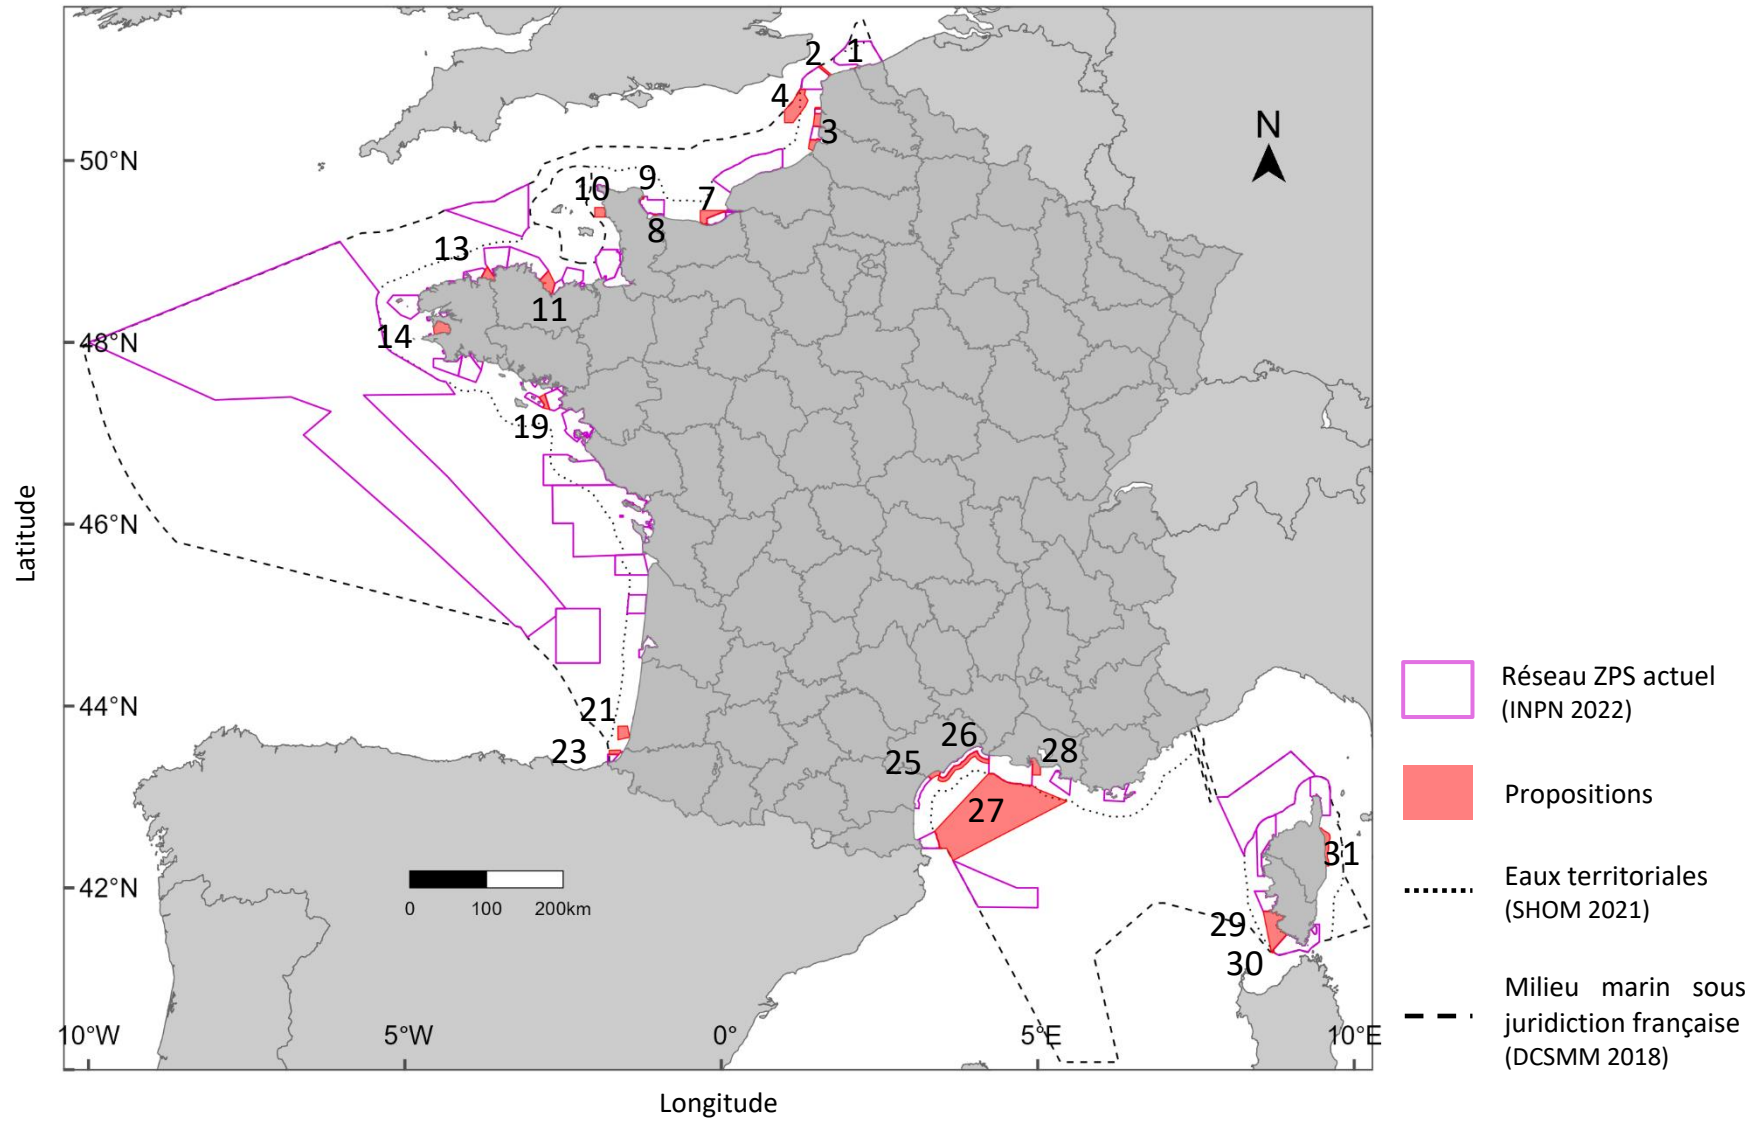 2
1
4
N
3
50°N
9
10
7
8
13
11
14
48°N
19
46°N
Latitude
Réseau ZPS actuel
(INPN 2022)
44°N
21
26
23
25
28
Propositions
27
31
42°N
Eaux territoriales
(SHOM 2021)
0 100 200km
29
30
Milieu marin sous
juridiction française
(DCSMM 2018)
10°W 5°W 0° 5°E 10°E
Longitude